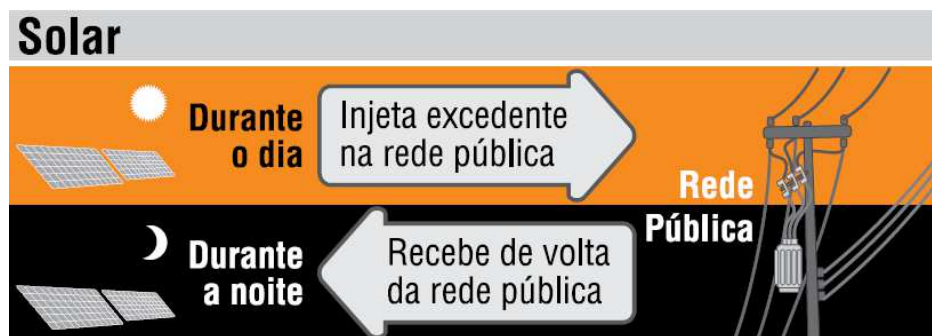 Solar
Durante
o dia
Injeta excedente
na rede pública
Rede
Pública
Durante
a noite
Recebe de volta
da rede pública